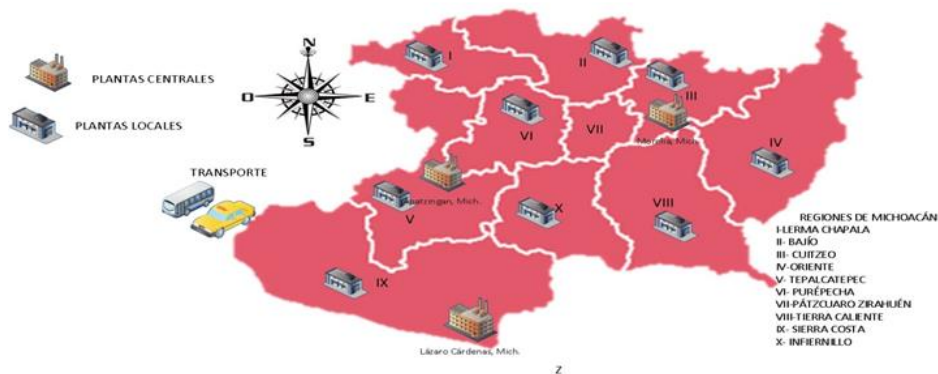 PLANTAS CENTRALES
PLANTAS LOCALES
TRANSPORTE
N
O
E
S
I
II
III
Morelia, Mich.
IV
VI
VII
Apatzingan, Mich.
V
X
VIII
IX
Lázaro Cárdenas, Mich.
Z
REGIONES DE MICHOACÁN
I-LERMA CHAPALA
II- BAJÍO
III- CUITZEO
IV-ORIENTE
V- TEPALCATEPEC
VI- PURÉPECHA
VII-PÁTZCUARO ZIRAHUÉN
VIII-TIERRA CALIENTE
IX- SIERRA COSTA
X- INFIERNILLO